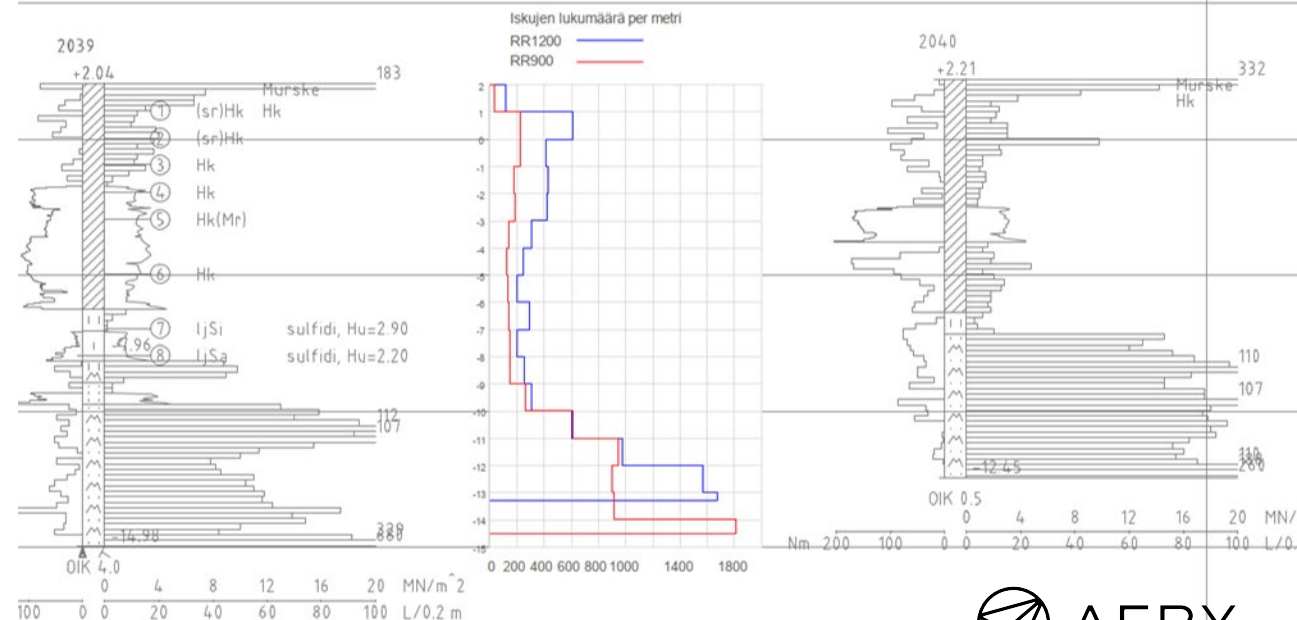 Iskujen lukumäärä per metri
RR1200
RR900
2039
+2.04
183
Murske
1 (sr)Hk Hk
2 (sr)Hk
3 Hk
4 Hk
5 Hk(Mr)
6 Hk
7 ljSi sulfidi, Hu=2.90
8 ljSa sulfidi, Hu=2.20
112
107
-14.98
OIK 4.0
0 4 8 12 16 20 MN/m^2
100 0 0 20 40 60 80 100 L/0.2 m
2
1
0
-1
-2
-3
-4
-5
-6
-7
-8
-9
-10
-11
-12
-13
-14
-15
0 200 400 600 800 1000 1400 1800
2040
+2.21
332
Murske
Hk
110
107
-12.45
OIK 0.5
0 4 8 12 16 20 MN/
Nm 200 100 0 0 20 40 60 80 100 L/0.